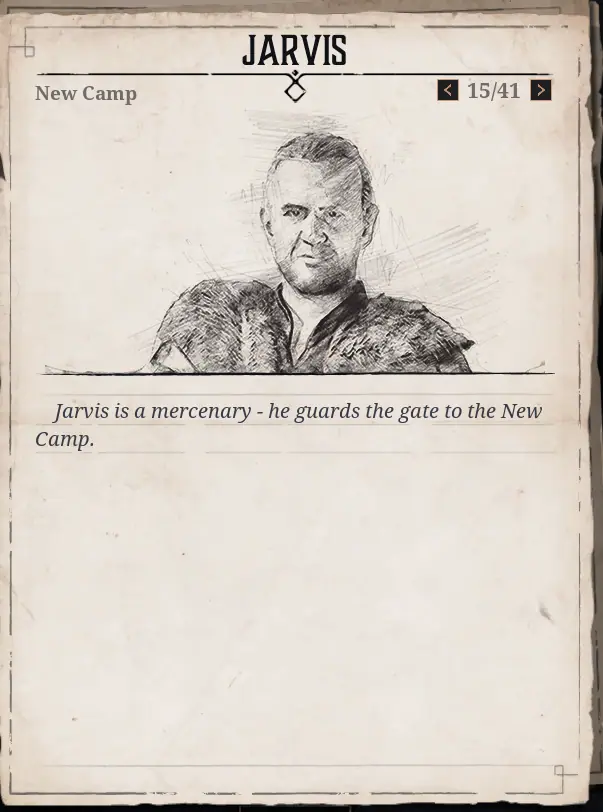 JARVIS
New Camp
15/41
Jarvis is a mercenary - he guards the gate to the New
Camp.